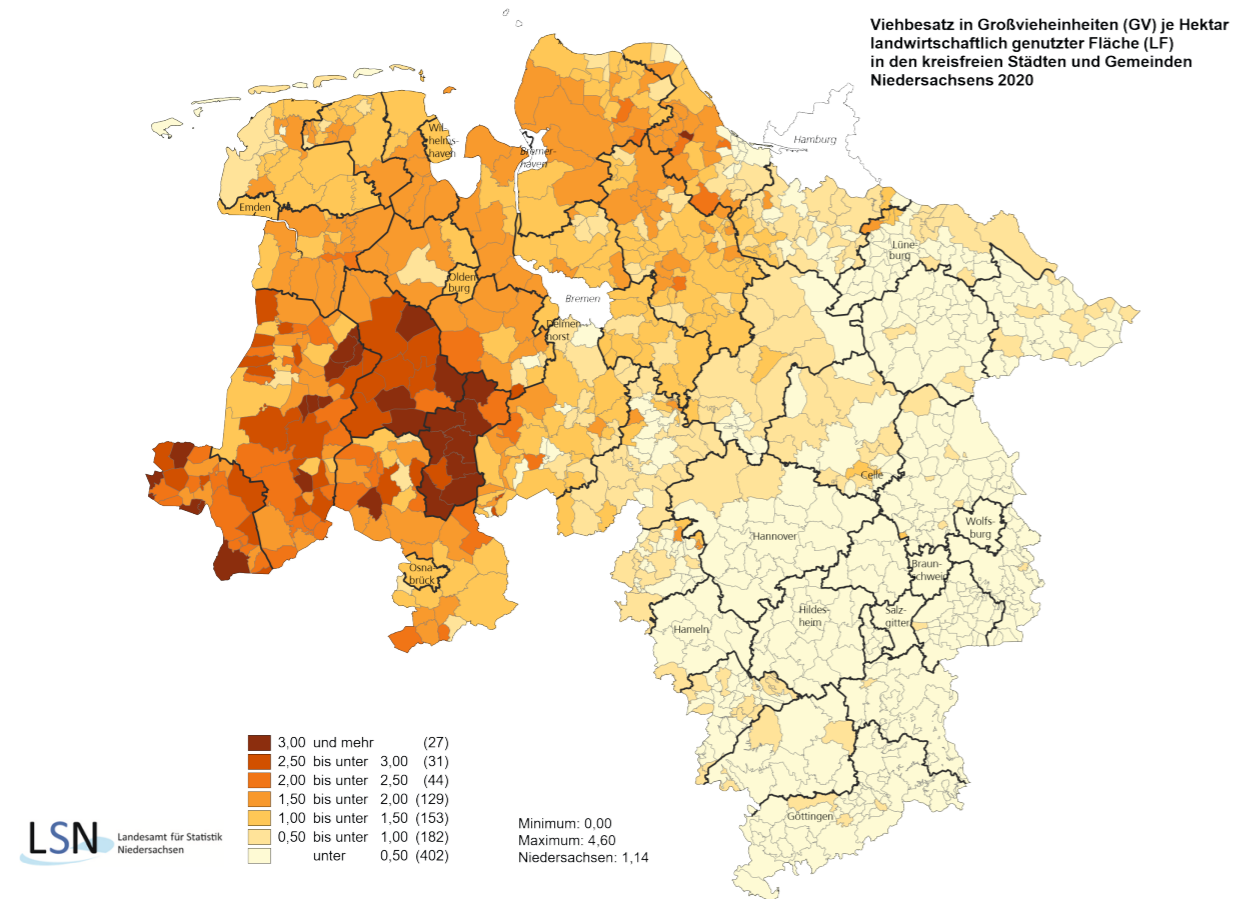 Viehbesatz in Großvieheinheiten (GV) je Hektar
landwirtschaftlich genutzter Fläche (LF)
in den kreisfreien Städten und Gemeinden
Niedersachsens 2020
Hamburg
Wil-
helms-
haven
Bremer-
haven
Emden
Lüne-
burg
Olden
burg
Bremen
Delmen-
horst
Celle
Wolfs-
burg
Hannover
Braun-
schweig
Osna-
brück
Hildes-
heim
Salz-
gitter
Hameln
Göttingen
3,00 und mehr (27)
2,50 bis unter 3,00 (31)
2,00 bis unter 2,50 (44)
1,50 bis unter 2,00 (129)
1,00 bis unter 1,50 (153)
0,50 bis unter 1,00 (182)
unter 0,50 (402)
Minimum: 0,00
Maximum: 4,60
Niedersachsen: 1,14
LSN
Landesamt für Statistik
Niedersachsen